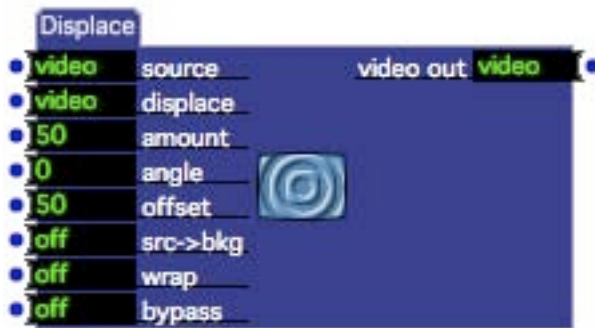 Displace
video source video out video
video displace
50 amount
0 angle
50 offset
off src->bkg
off wrap
off bypass